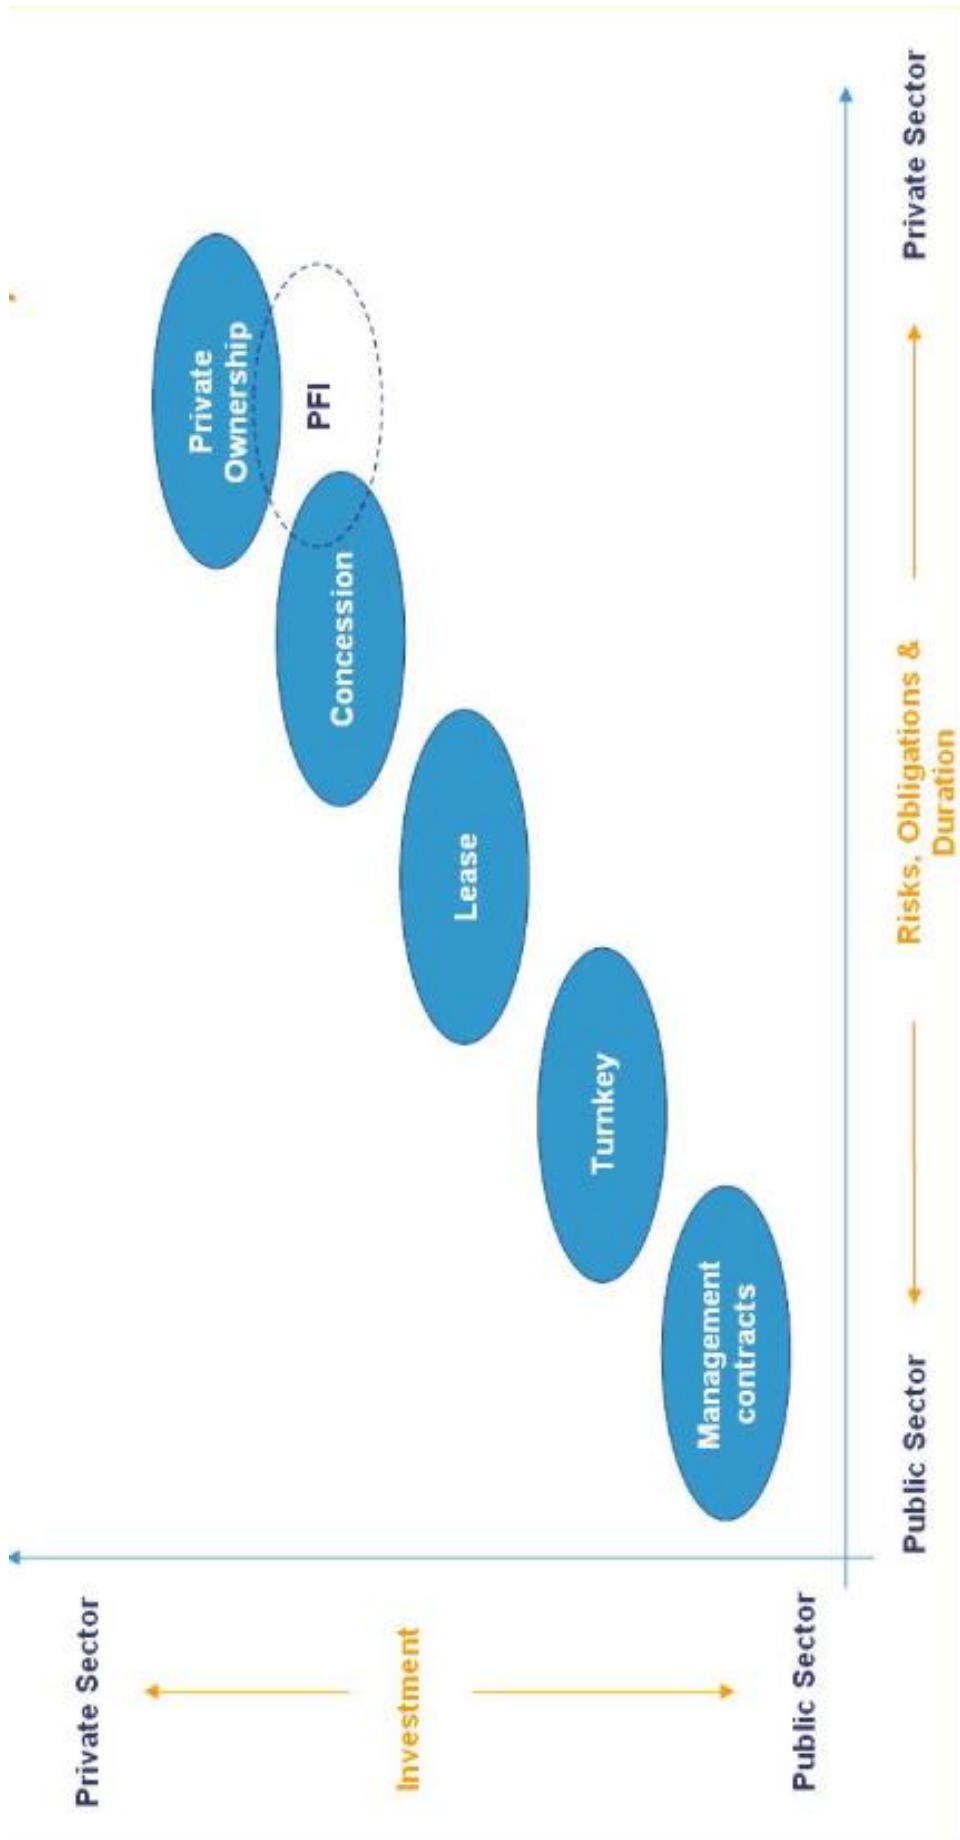 Private Sector
Investment
Public Sector
Private
Ownership
PFI
Concession
Lease
Turnkey
Management
contracts
Public Sector
Risks, Obligations &
Duration
Private Sector